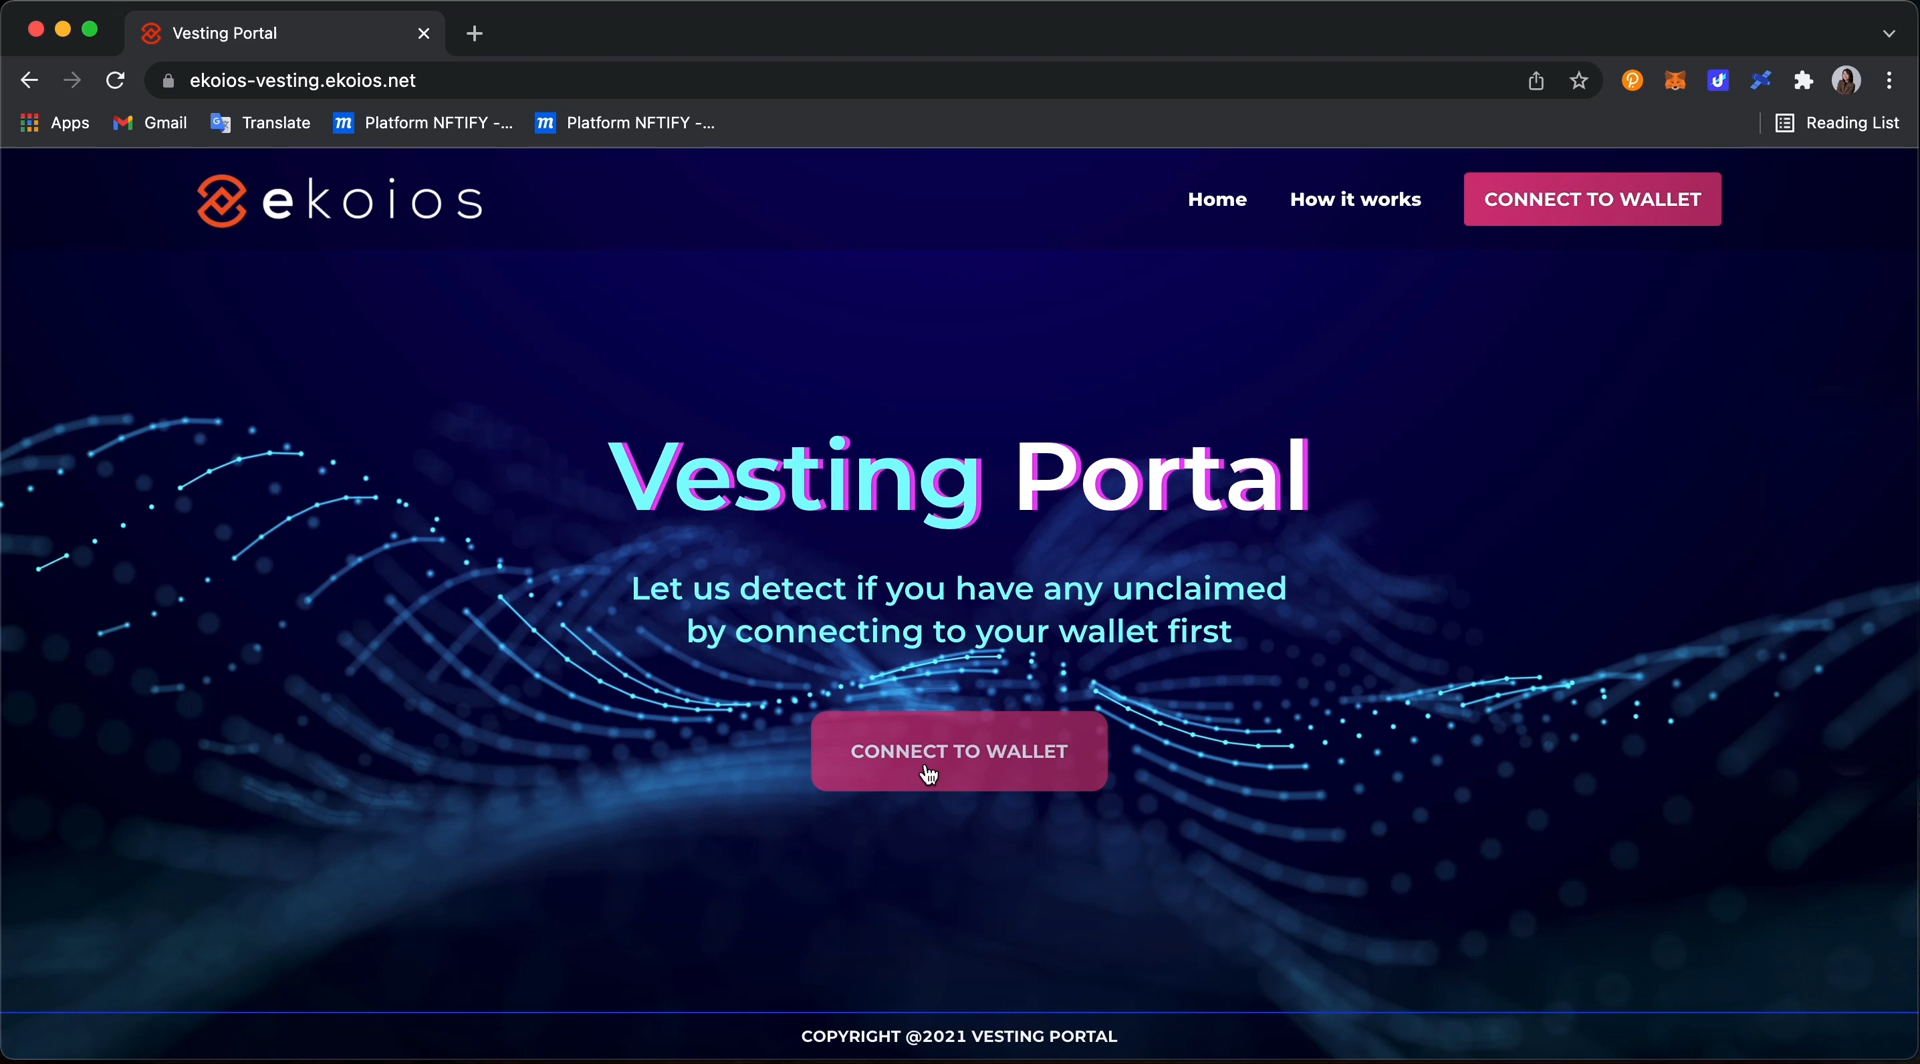 Vesting Portal
ekoios-vesting.ekoios.net
Apps
Gmail
Translate
m
Platform NFTIFY -...
m
Platform NFTIFY -...
Reading List
ekoios
Home
How it works
CONNECT TO WALLET
Vesting Portal
Let us detect if you have any unclaimed
by connecting to your wallet first
CONNECT TO WALLET
COPYRIGHT @2021 VESTING PORTAL